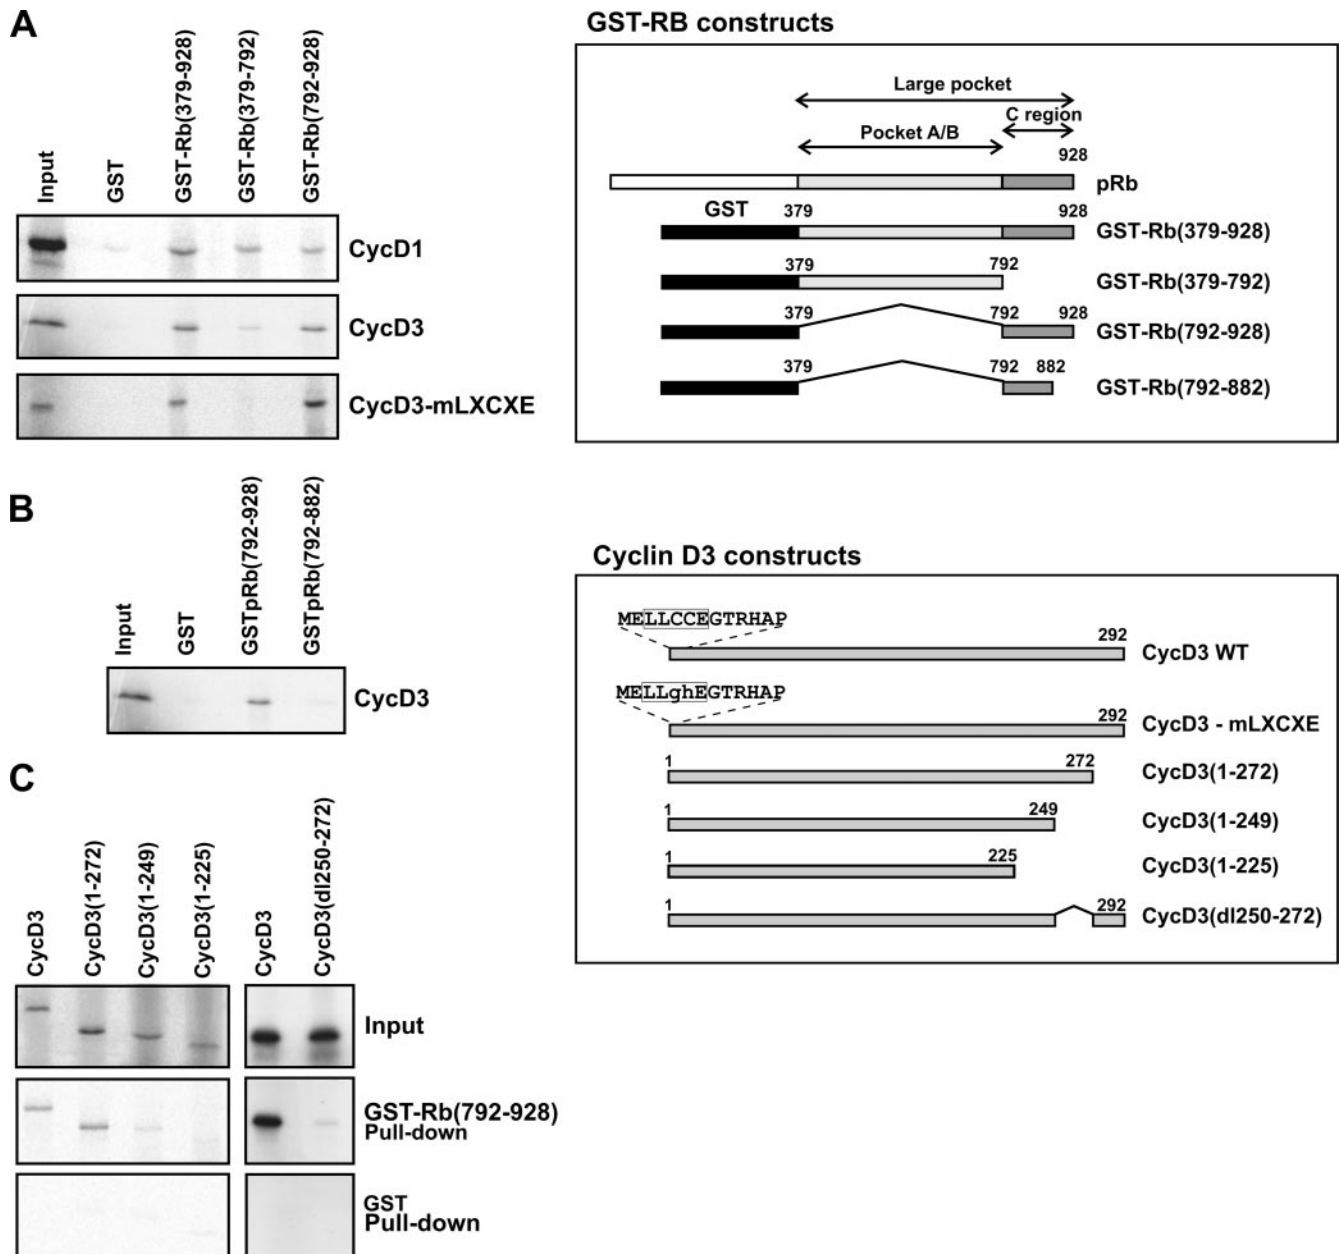 A
Input
GST
GST-Rb(379-928)
GST-Rb(379-792)
GST-Rb(792-928)
CycD1
CycD3
CycD3-mLXCXE
GST-RB constructs
Large pocket
C region
Pocket A/B
928
pRb
GST 379 928
GST-Rb(379-928)
379 792
GST-Rb(379-792)
379 792 928
GST-Rb(792-928)
379 792 882
GST-Rb(792-882)
B
Input
GST
GSTpRb(792-928)
GSTpRb(792-882)
CycD3
Cyclin D3 constructs
MELLCCEGTRHAP
292
CycD3 WT
MELLghEGTRHAP
292
CycD3 - mLXCXE
1 272
CycD3(1-272)
1 249
CycD3(1-249)
1 225
CycD3(1-225)
1 292
CycD3(dl250-272)
C
CycD3
CycD3(1-272)
CycD3(1-249)
CycD3(1-225)
CycD3
CycD3(dl250-272)
Input
GST-Rb(792-928)
Pull-down
GST
Pull-down